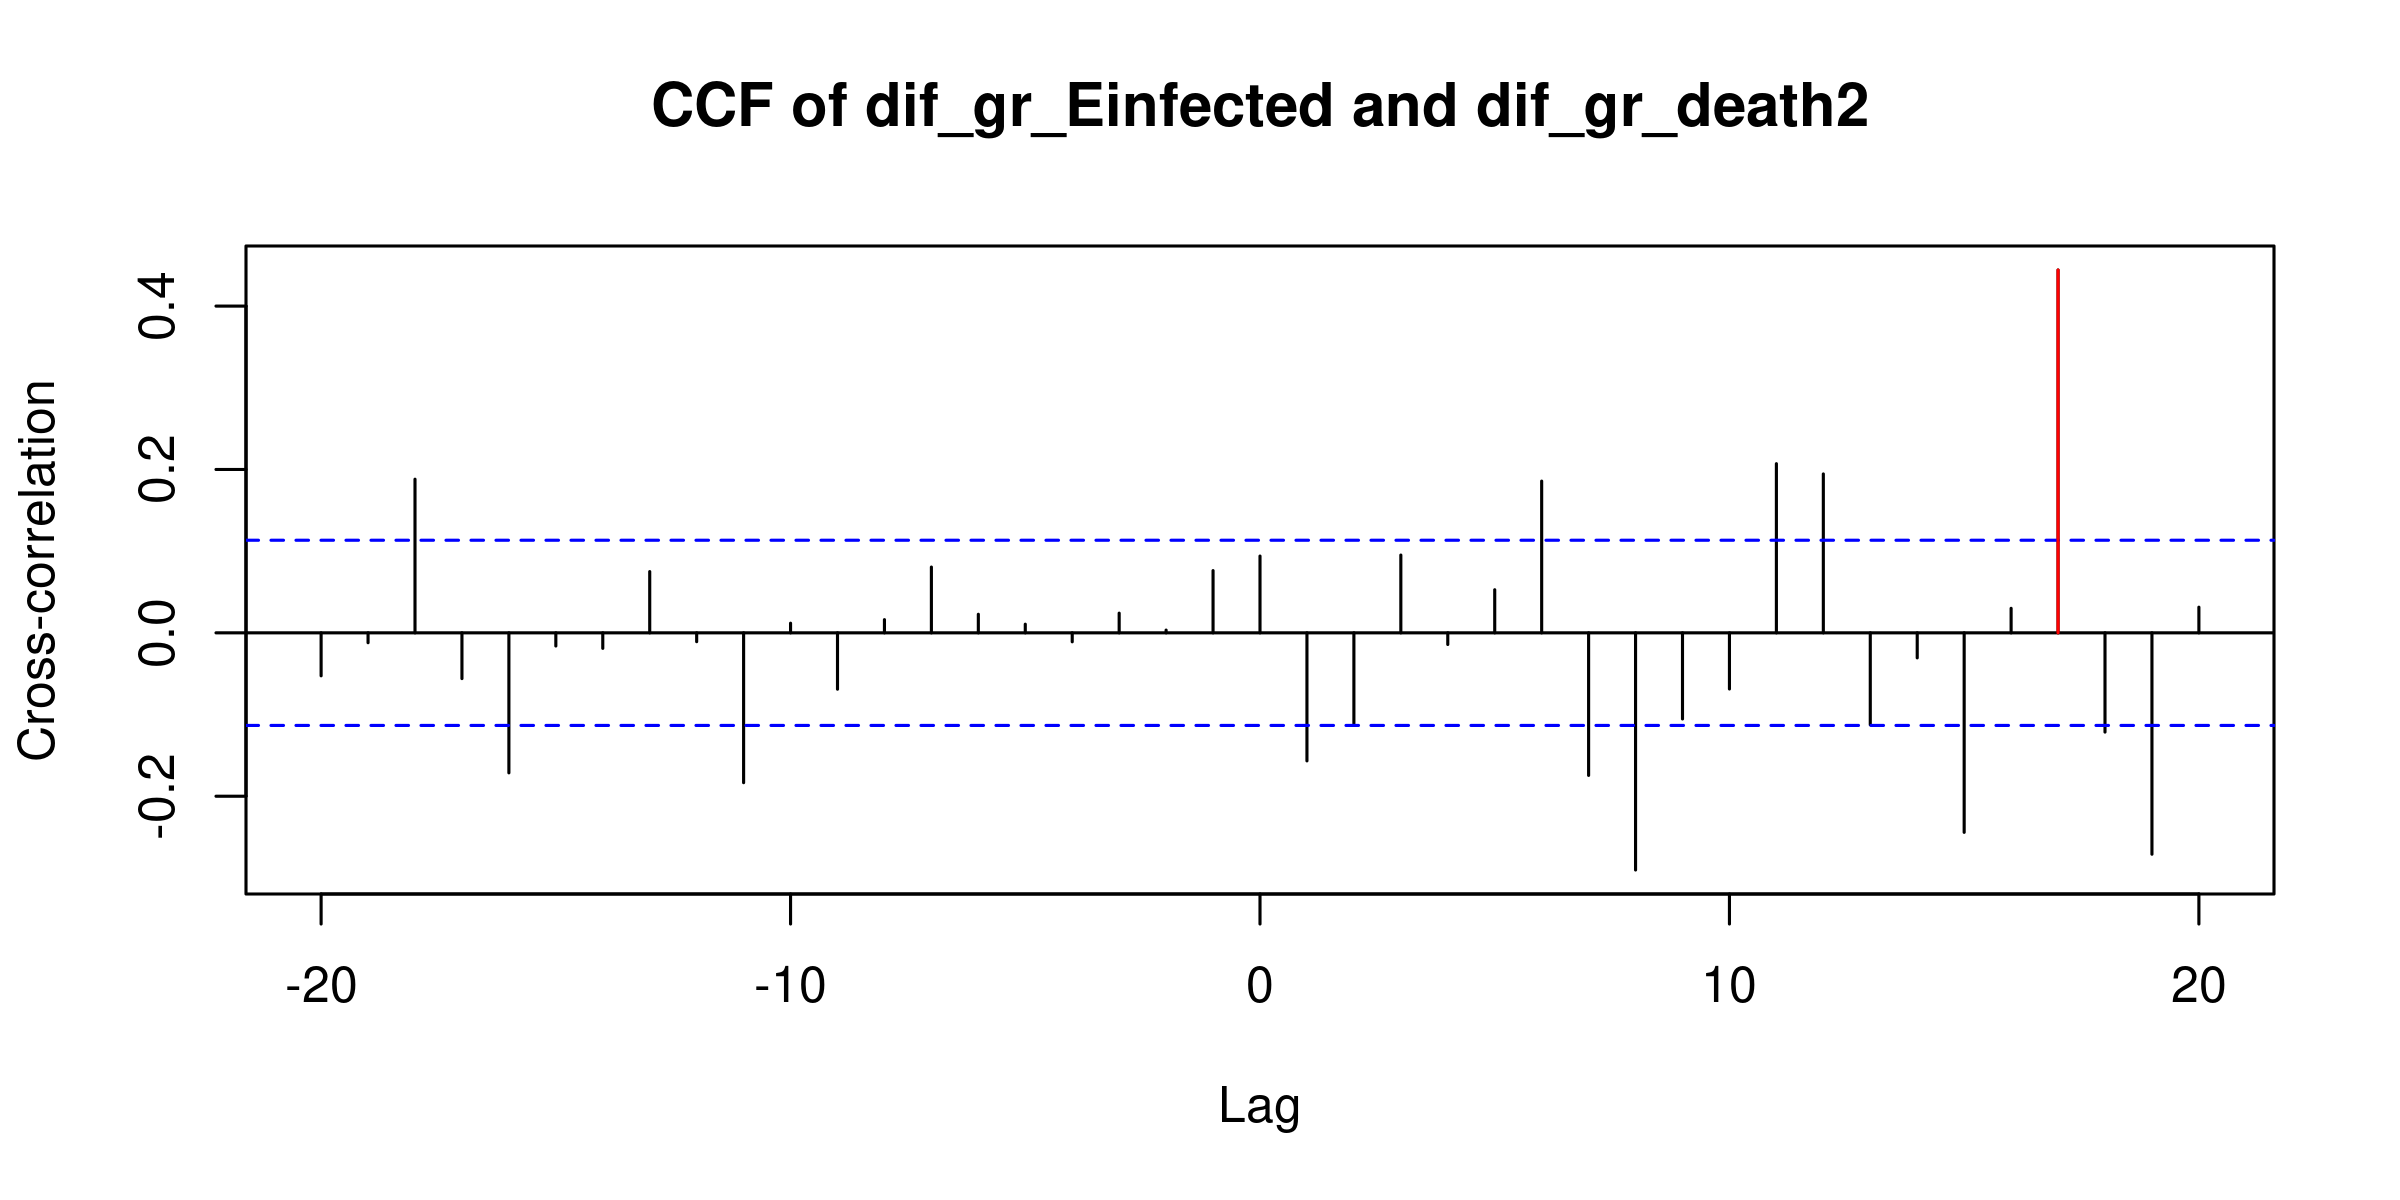 CCF of dif_gr_Einfected and dif_gr_death2
Cross-correlation
0.4
0.2
0.0
-0.2
-20 -10 0 10 20
Lag